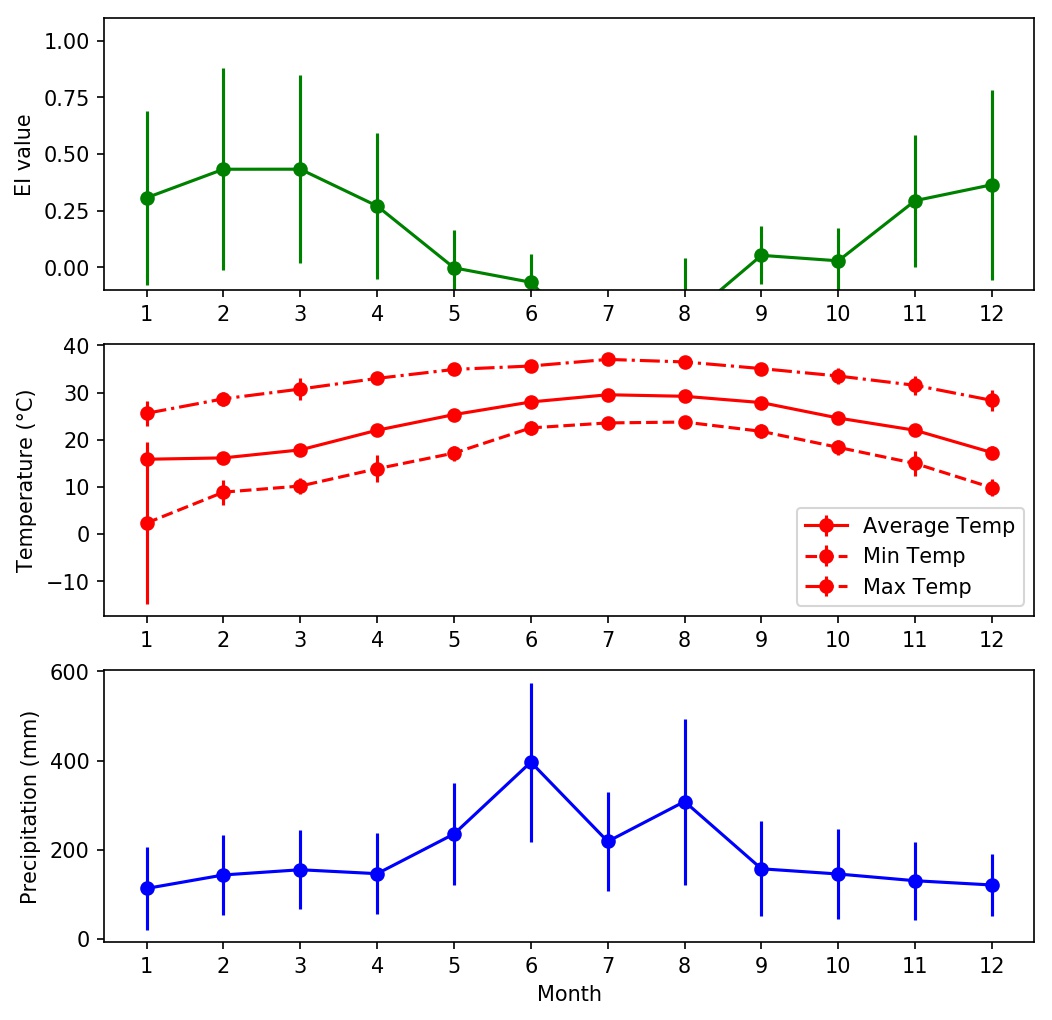 EI value
1.00
0.75
0.50
0.25
0.00
1 2 3 4 5 6 7 8 9 10 11 12
Temperature (°C)
40
30
20
10
0
−10
Average Temp
Min Temp
Max Temp
1 2 3 4 5 6 7 8 9 10 11 12
Precipitation (mm)
600
400
200
0
1 2 3 4 5 6 7 8 9 10 11 12
Month